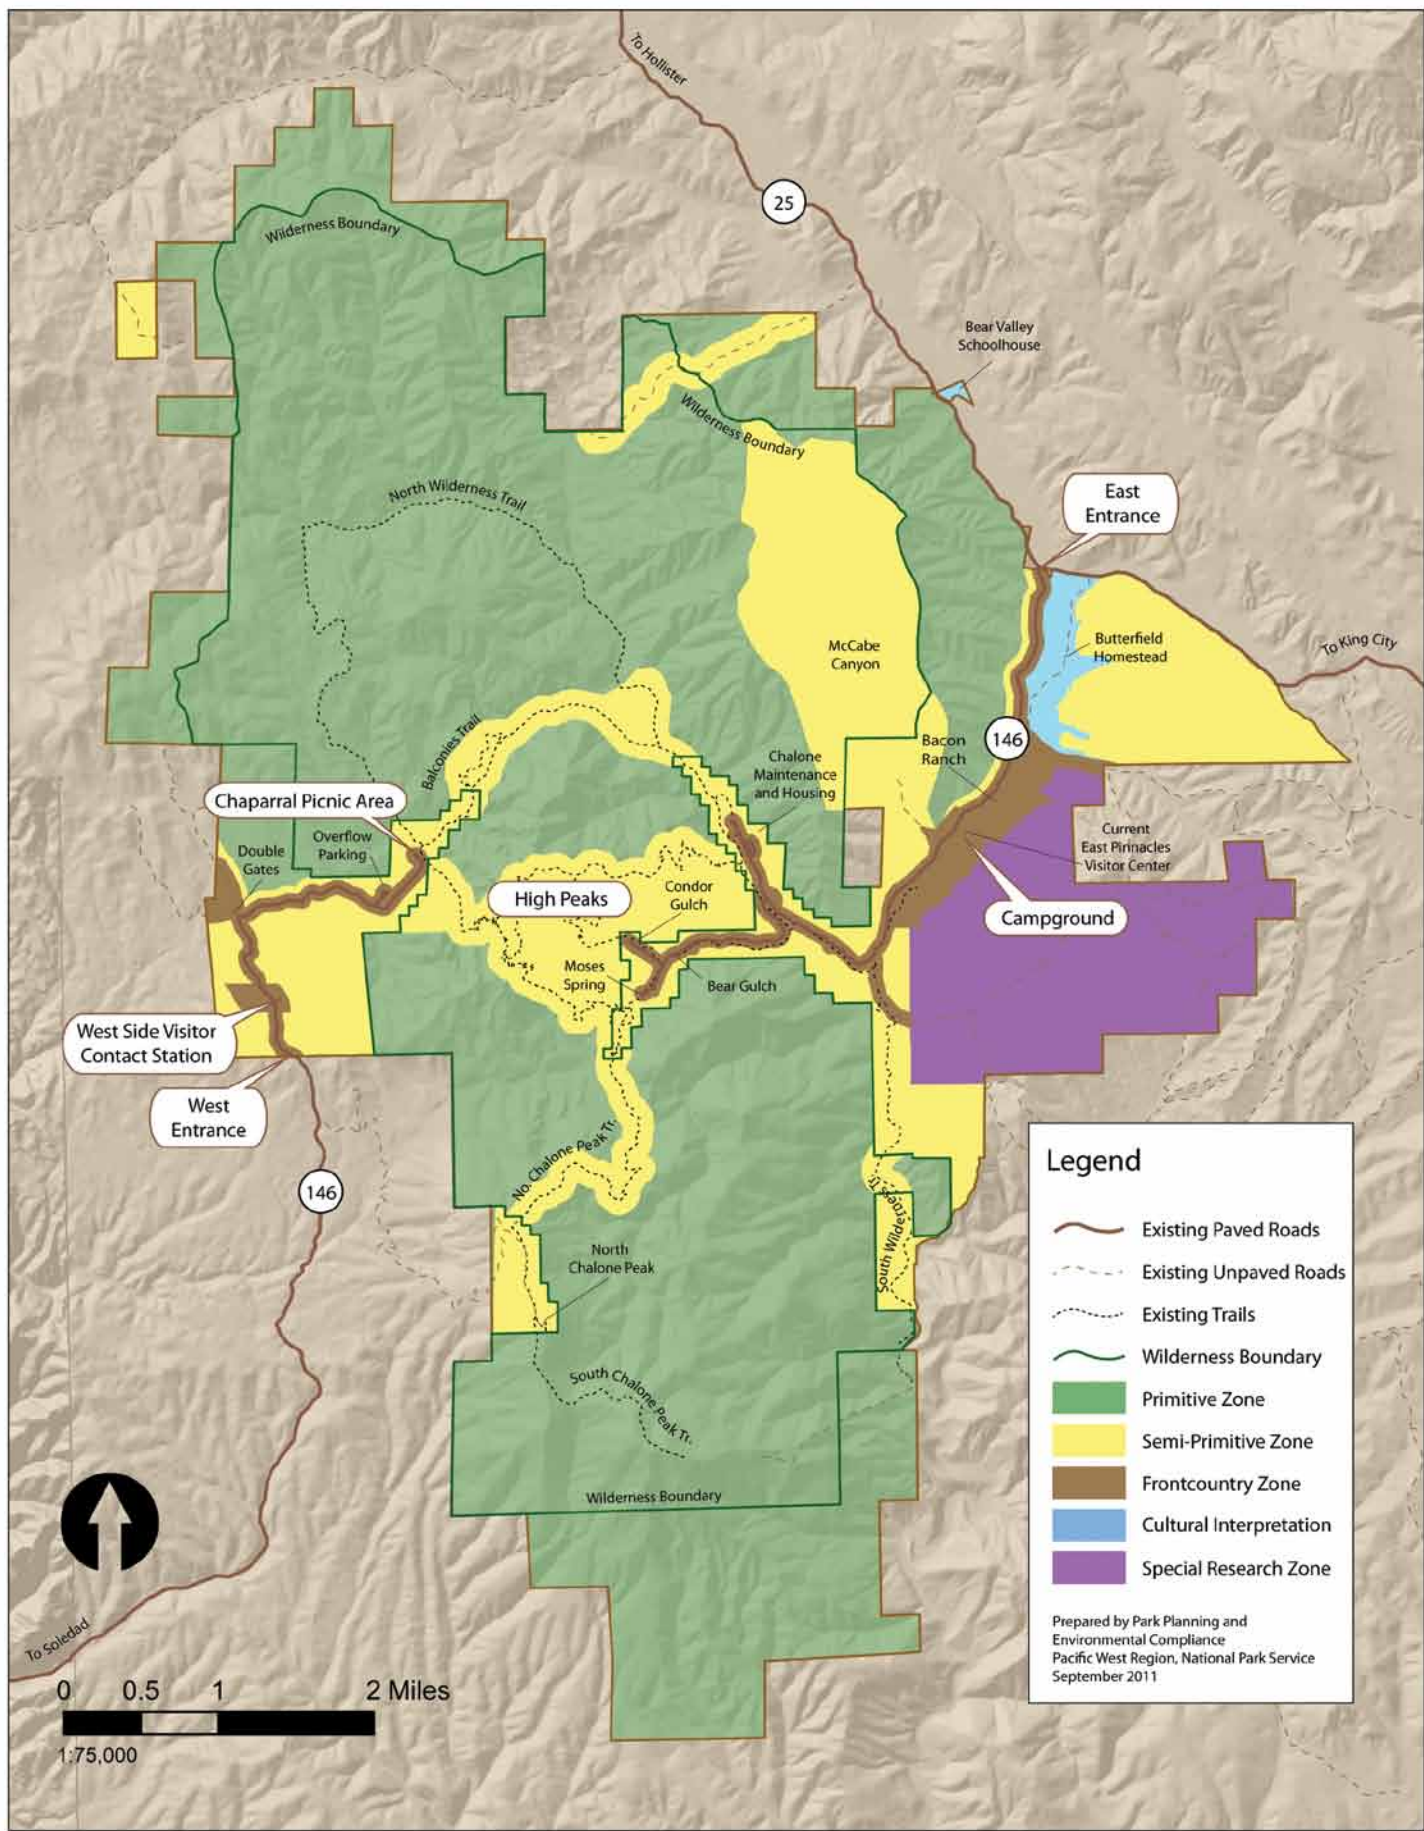 To Hollister
25
Wilderness Boundary
Bear Valley
Schoolhouse
Wilderness Boundary
North Wilderness Trail
East
Entrance
To King City
Butterfield
Homestead
McCabe
Canyon
146
Bacon
Ranch
Balconies Trail
Chalone
Maintenance
and Housing
Chaparral Picnic Area
Overflow
Parking
Double
Gates
Current
East Pinnacles
Visitor Center
High Peaks
Condor
Gulch
Campground
Moses
Spring
Bear Gulch
West Side Visitor
Contact Station
West
Entrance
No. Chalone Peak Tr.
146
South Wilderness Tr.
North
Chalone Peak
South Chalone Peak Tr.
Wilderness Boundary
To Soledad
0 0.5 1 2 Miles
1:75,000
Legend
Existing Paved Roads
Existing Unpaved Roads
Existing Trails
Wilderness Boundary
Primitive Zone
Semi-Primitive Zone
Frontcountry Zone
Cultural Interpretation
Special Research Zone
Prepared by Park Planning and
Environmental Compliance
Pacific West Region, National Park Service
September 2011